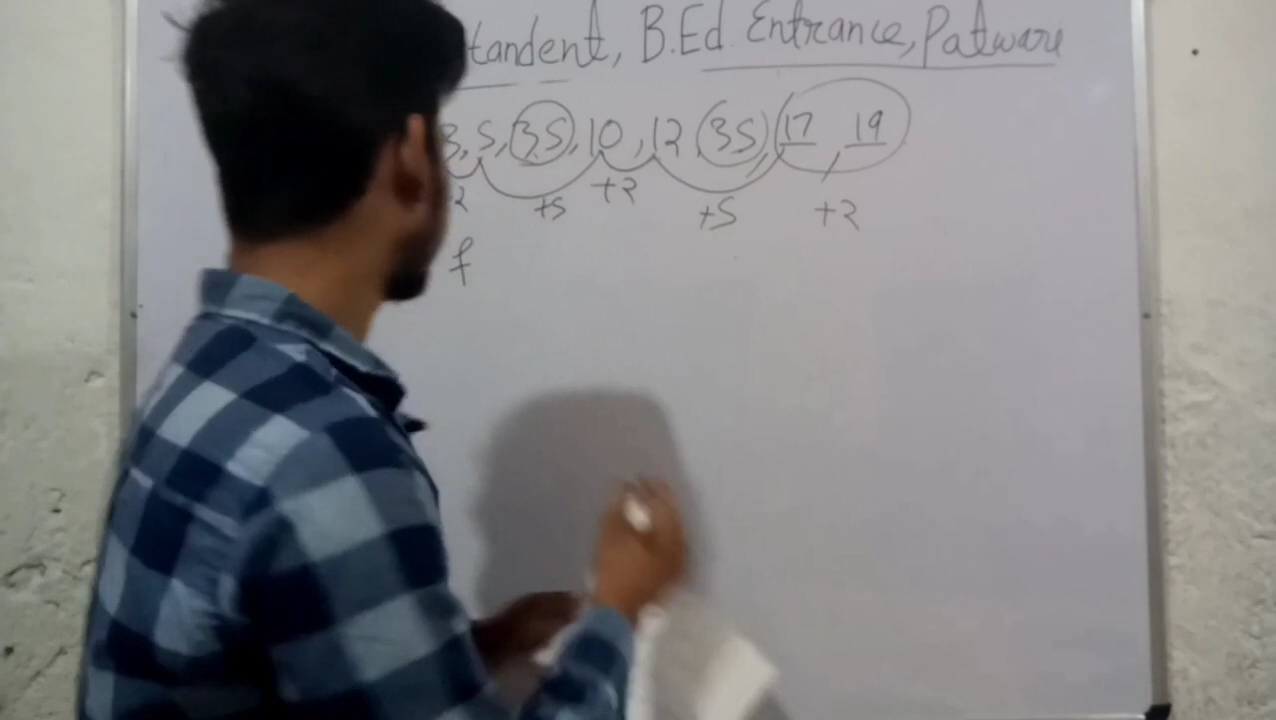 tandent, B.Ed. Entrance, Patwari
3, 5, 35, 10, 12 (35), (17, 19
2 +5 +2 +5 +2
f